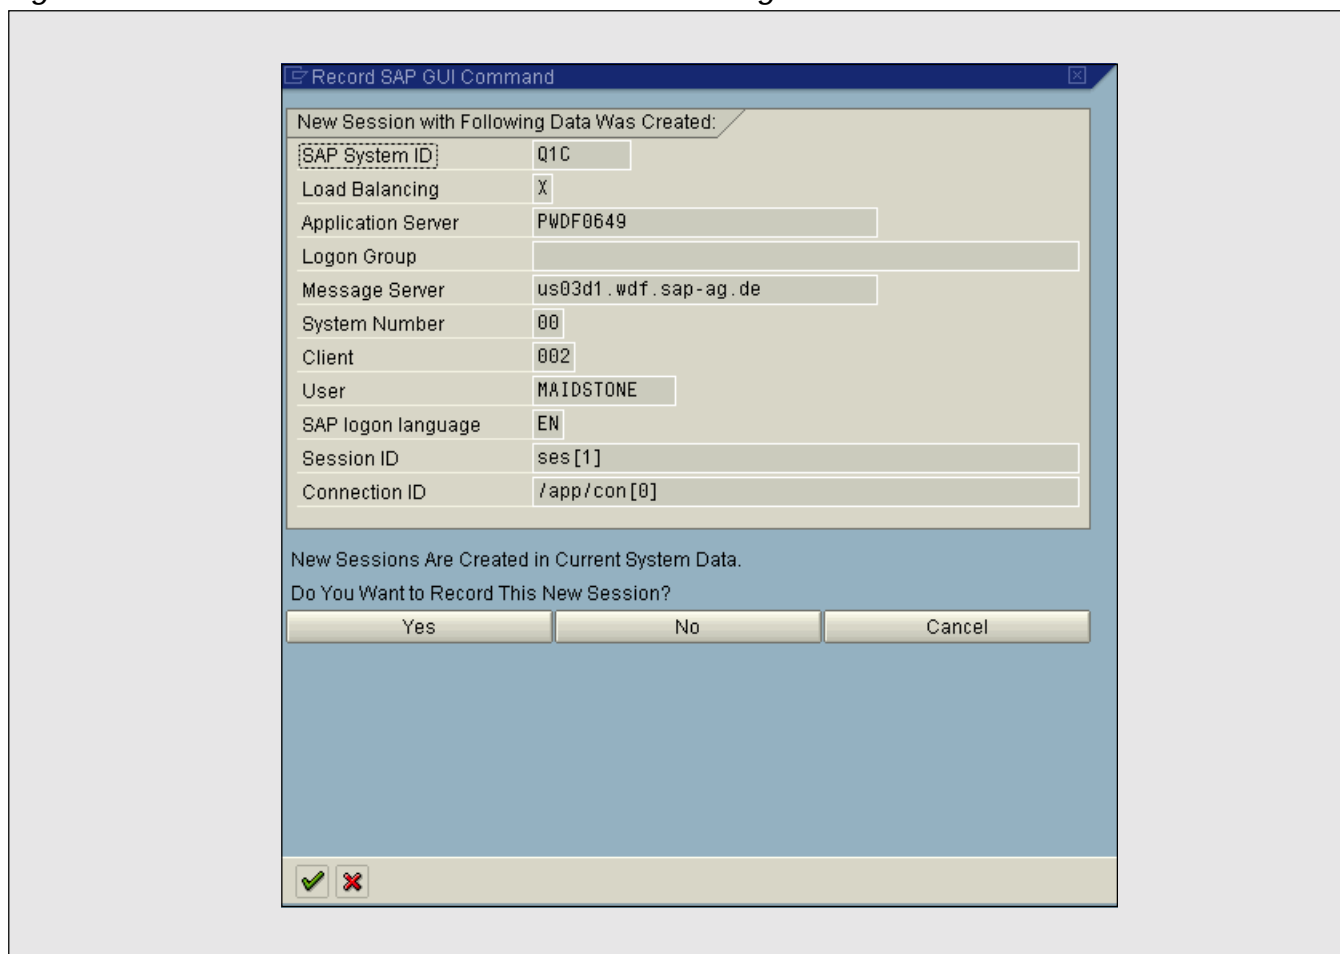 Record SAP GUI Command
New Session with Following Data Was Created:
SAP System ID Q1C
Load Balancing X
Application Server PWDF0649
Logon Group
Message Server us03d1.wdf.sap-ag.de
System Number 00
Client 002
User MAIDSTONE
SAP logon language EN
Session ID ses[1]
Connection ID /app/con[0]
New Sessions Are Created in Current System Data.
Do You Want to Record This New Session?
Yes No Cancel